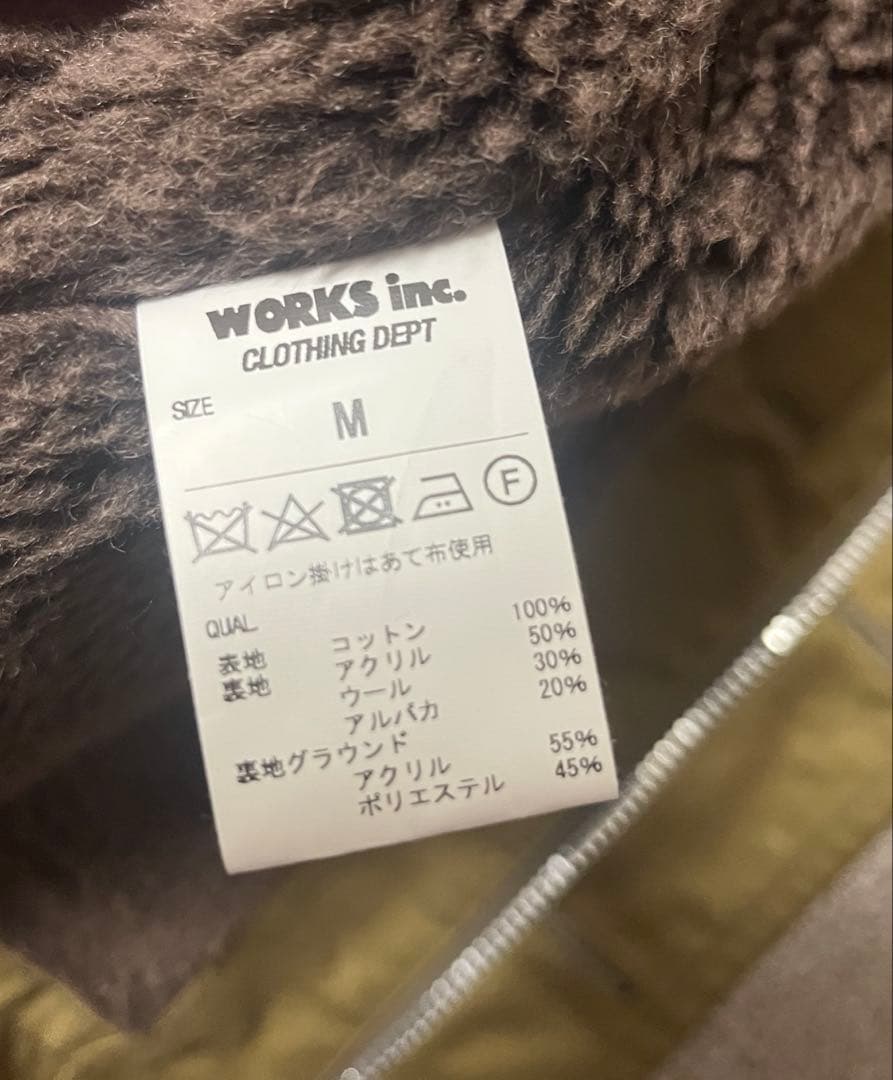 WORKS inc.
CLOTHING DEPT
SIZE
M
F
アイロン掛けはあて布使用
QUAL
表地 コットン 100%
裏地 アクリル 50%
ウール 30%
アルパカ 20%
裏地グラウンド
アクリル 55%
ポリエステル 45%